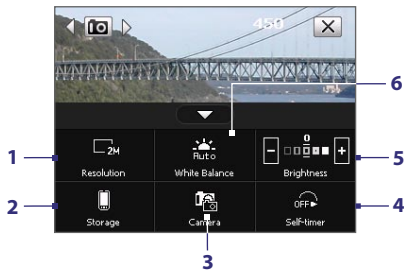 450
6
2M
Auto
0
1
Resolution
White Balance
Brightness
5
OFF
2
Storage
Camera
Self-timer
4
3